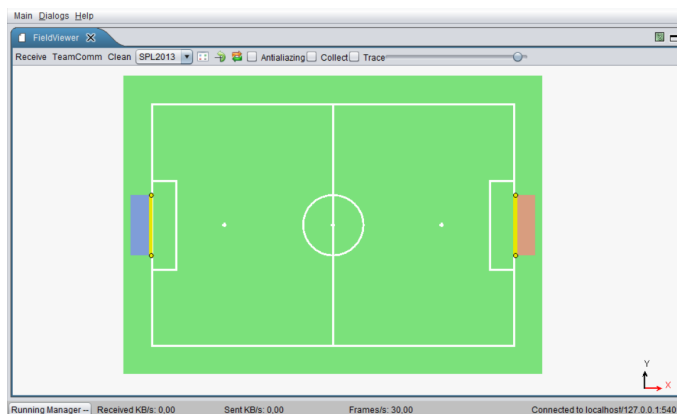 Main Dialogs Help
FieldViewer
Receive TeamComm Clean SPL2013 Antialiazing Collect Trace
Y
X
Running Manager -- Received KB/s: 0,00 Sent KB/s: 0,00 Frames/s: 30,00 Connected to localhost/127.0.0.1:540